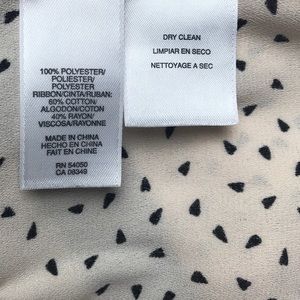 100% POLYESTER/
POLIESTER/
POLYESTER
RIBBON/CINTA/RUBAN:
60% COTTON/
ALGODON/COTON
40% RAYON/
VISCOSA/RAYONNE
MADE IN CHINA
HECHO EN CHINA
FAIT EN CHINE
RN 54050
CA 08349
DRY CLEAN
LIMPIAR EN SECO
NETTOYAGE A SEC